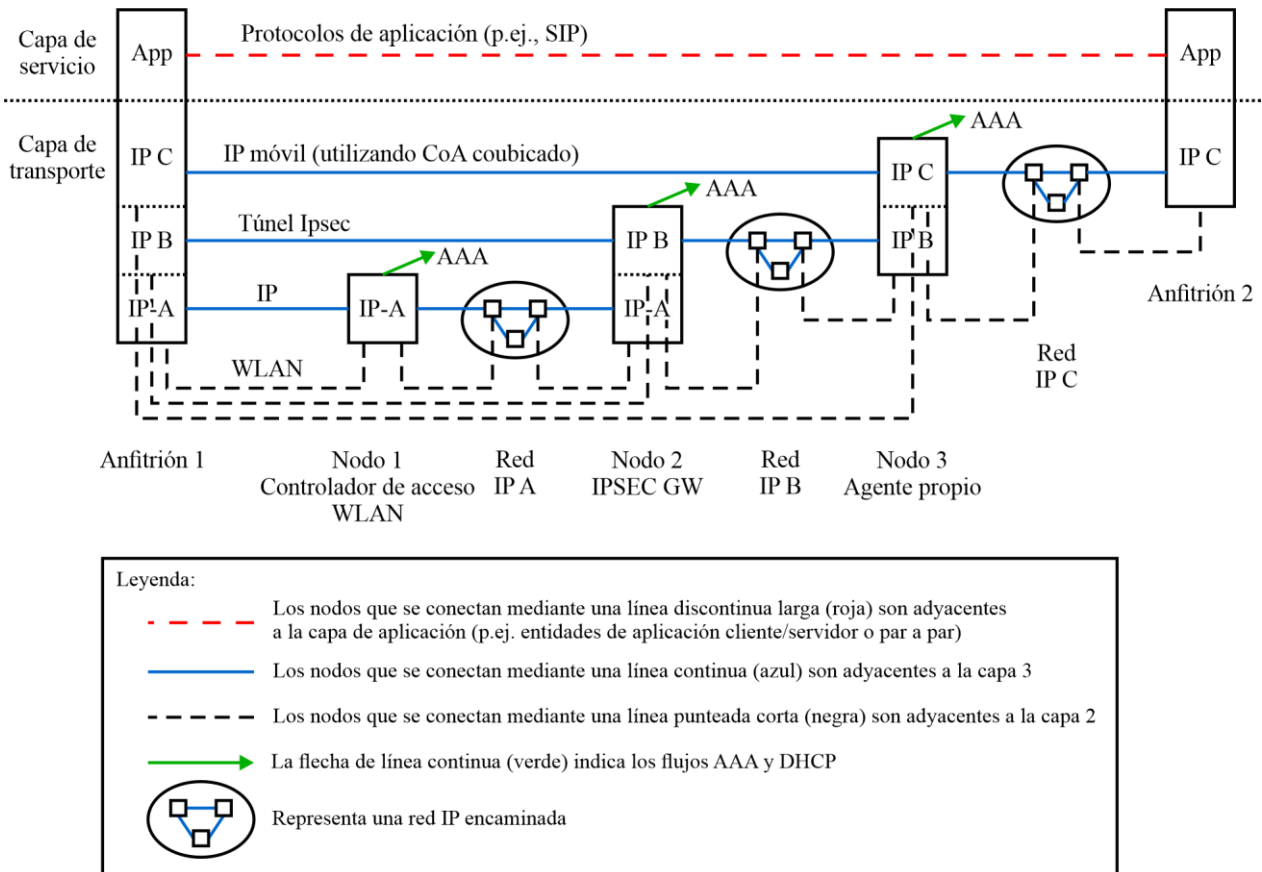 Capa de
servicio
App
Protocolos de aplicación (p.ej., SIP)
App
Capa de
transporte
IP C
IP móvil (utilizando CoA coubicado)
AAA
IP C
IP C
IP B
Túnel Ipsec
AAA
IP B
IP B
IP-A
IP
AAA
IP-A
IP-A
WLAN
Anfitrión 2
Red
IP C
Anfitrión 1
Nodo 1
Controlador de acceso
WLAN
Red
IP A
Nodo 2
IPSEC GW
Red
IP B
Nodo 3
Agente propio
Leyenda:
Los nodos que se conectan mediante una línea discontinua larga (roja) son adyacentes
a la capa de aplicación (p.ej. entidades de aplicación cliente/servidor o par a par)
Los nodos que se conectan mediante una línea continua (azul) son adyacentes a la capa 3
Los nodos que se conectan mediante una línea punteada corta (negra) son adyacentes a la capa 2
La flecha de línea continua (verde) indica los flujos AAA y DHCP
Representa una red IP encaminada